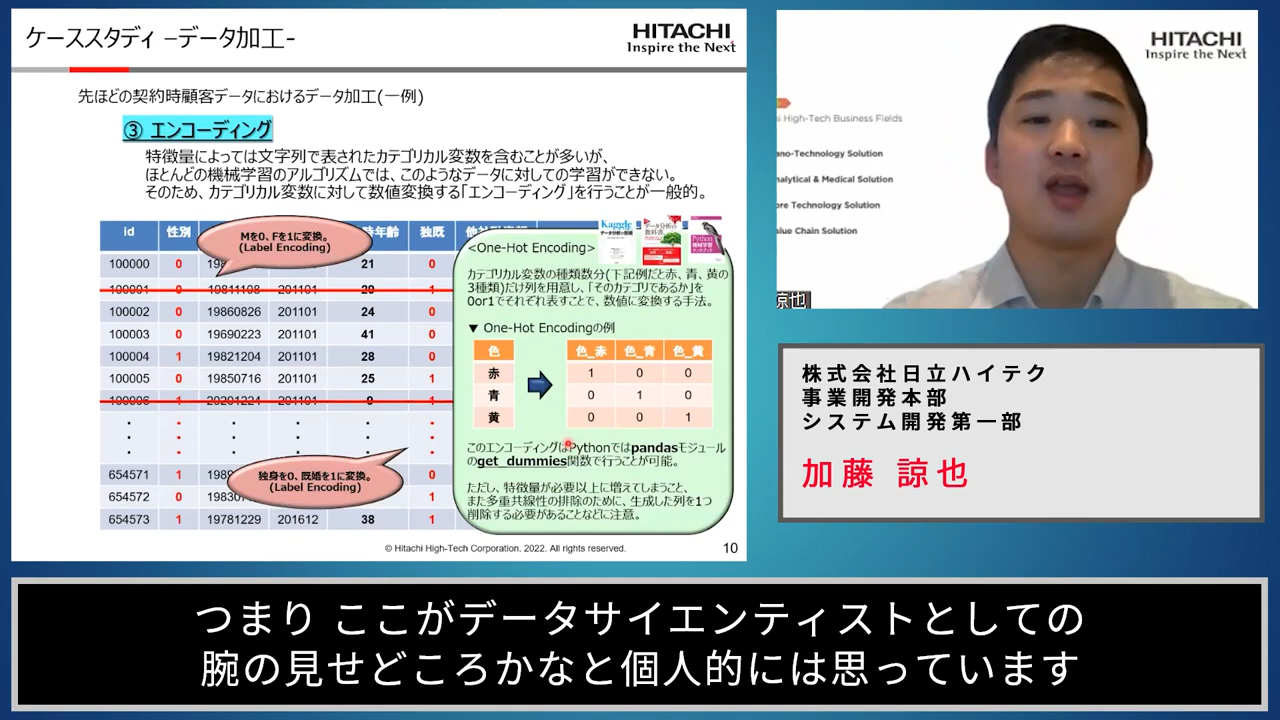 ケーススタディ –データ加工-
HITACHI
Inspire the Next
先ほどの契約時顧客データにおけるデータ加工(一例)
③ エンコーディング
特徴量によっては文字列で表されたカテゴリカル変数を含むことが多いが、
ほとんどの機械学習のアルゴリズムでは、このようなデータに対しての学習ができない。
そのため、カテゴリカル変数に対して数値変換する「エンコーディング」を行うことが一般的。
id 性別 年齢 独既
Mを0、Fを1に変換。
(Label Encoding)
100000 0 21 0
100001 0 19811108 201101 29 1
100002 0 19860826 201101 24 0
100003 0 19690223 201101 41 0
100004 1 19821204 201101 28 0
100005 0 19850716 201101 25 1
100006 1 20201224 201101 9 0
654571 1 0
654572 0 1
654573 1 19781229 201612 38 1
独身を0、既婚を1に変換。
(Label Encoding)
Kaggle
データ分析の
教科書
Python
<One-Hot Encoding>
カテゴリカル変数の種類数分(下記例だと赤、青、黄の
3種類)だけ列を用意し、「そのカテゴリであるか」を
0or1でそれぞれ表すことで、数値に変換する手法。
▼ One-Hot Encodingの例
色 色_赤 色_青 色_黄
赤 1 0 0
青 0 1 0
黄 0 0 1
このエンコーディングはPythonではpandasモジュール
のget_dummies関数で行うことが可能。
ただし、特徴量が必要以上に増えてしまうこと、
また多重共線性の排除のために、生成した列を1つ
削除する必要があることなどに注意。
© Hitachi High-Tech Corporation. 2022. All rights reserved.
10
HITACHI
Inspire the Next
hi High-Tech Business Fields
ano-Technology Solution
nalytical & Medical Solution
ore Technology Solution
alue Chain Solution
諒也
株式会社日立ハイテク
事業開発本部
システム開発第一部
加藤 諒也
つまり ここがデータサイエンティストとしての
腕の見せどころかなと個人的には思っています